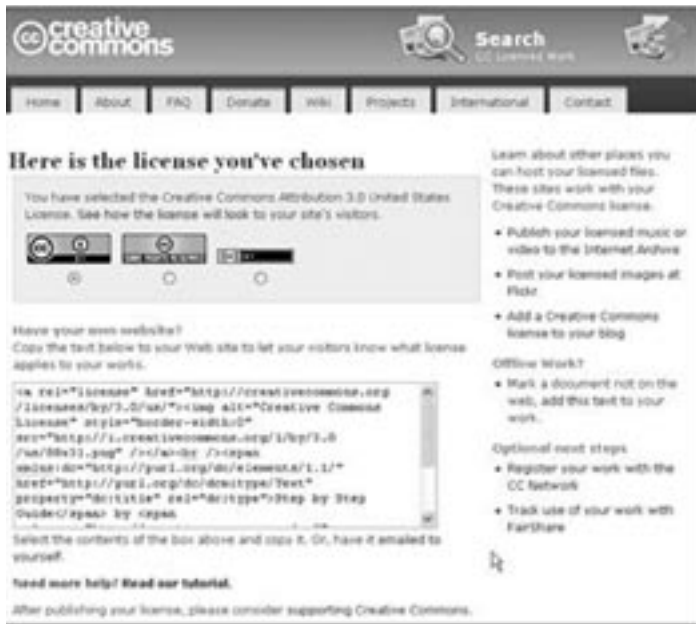 creative
commons
Search
CC Licensed Work
Home About FAQ Donate Wiki Projects International Contact
Here is the license you've chosen
You have selected the Creative Commons Attribution 3.0 United States
License. See how the license will look to your site's visitors.
Have your own website?
Copy the text below to your Web site to let your visitors know what license
applies to your works.
<a rel="license" href="http://creativecommons.org
/licenses/by/3.0/us/"><img alt="Creative Commons
License" style="border-width:0"
src="http://i.creativecommons.org/l/by/3.0
/us/88x31.png" /></a><br /><span
xmlns:dc="http://purl.org/dc/elements/1.1/"
href="http://purl.org/dc/dcmitype/Text"
property="dc:title" rel="dc:type">Step by Step
Guide</span> by <span
Select the contents of the box above and copy it. Or, have it emailed to
yourself.
Need more help? Read our tutorial.
After publishing your license, please consider supporting Creative Commons.
Learn about other places you
can host your licensed files.
These sites work with your
Creative Commons license.
• Publish your licensed music or
video to the Internet Archive
• Post your licensed images at
Flickr
• Add a Creative Commons
license to your blog
Offline Work?
• Mark a document not on the
web, add this text to your
work.
Optional next steps
• Register your work with the
CC Network
• Track use of your work with
FairShare